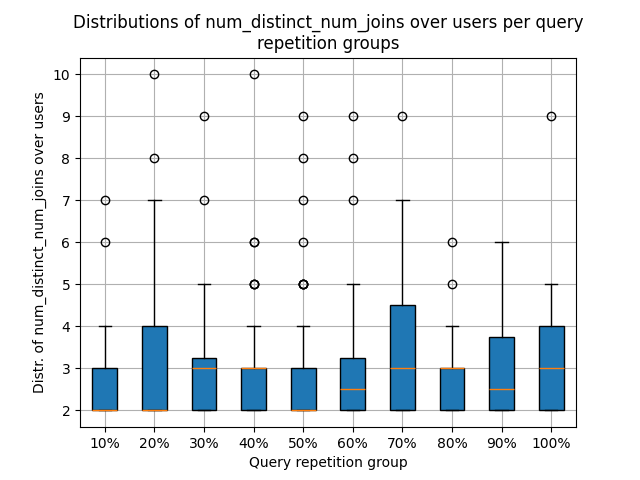 Distributions of num_distinct_num_joins over users per query
repetition groups
Distr. of num_distinct_num_joins over users
10
9
8
7
6
5
4
3
2
10% 20% 30% 40% 50% 60% 70% 80% 90% 100%
Query repetition group